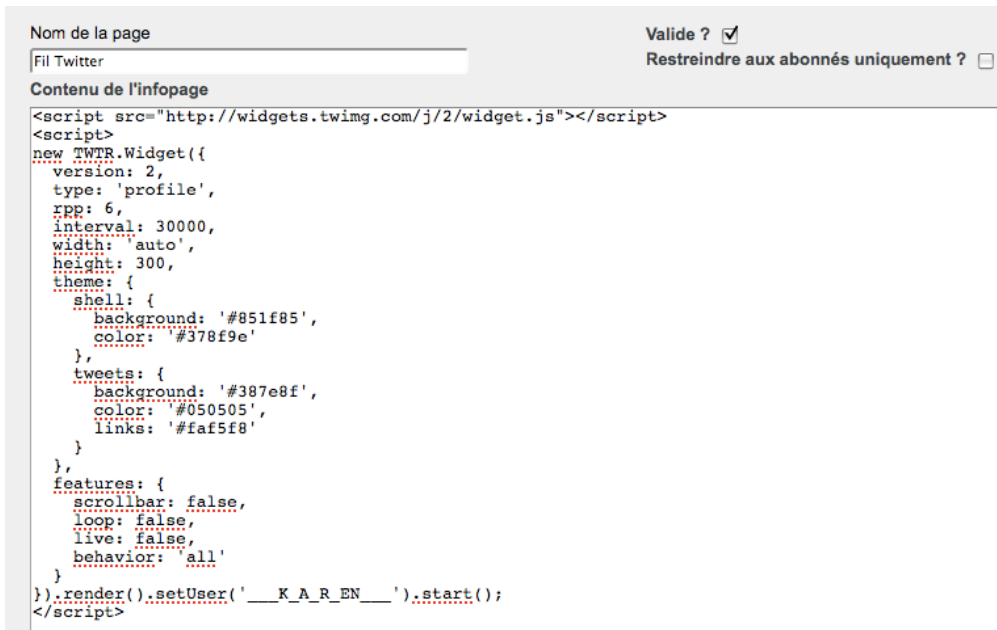 Nom de la page
Valide ?
Fil Twitter
Restreindre aux abonnés uniquement ?
Contenu de l'infopage
<script src="http://widgets.twimg.com/j/2/widget.js"></script>
<script>
new TWTR.Widget({
  version: 2,
  type: 'profile',
  rpp: 6,
  interval: 30000,
  width: 'auto',
  height: 300,
  theme: {
    shell: {
      background: '#851f85',
      color: '#378f9e'
    },
    tweets: {
      background: '#387e8f',
      color: '#050505',
      links: '#faf5f8'
    }
  },
  features: {
    scrollbar: false,
    loop: false,
    live: false,
    behavior: 'all'
  }
}).render().setUser('___K_A_R_EN___').start();
</script>